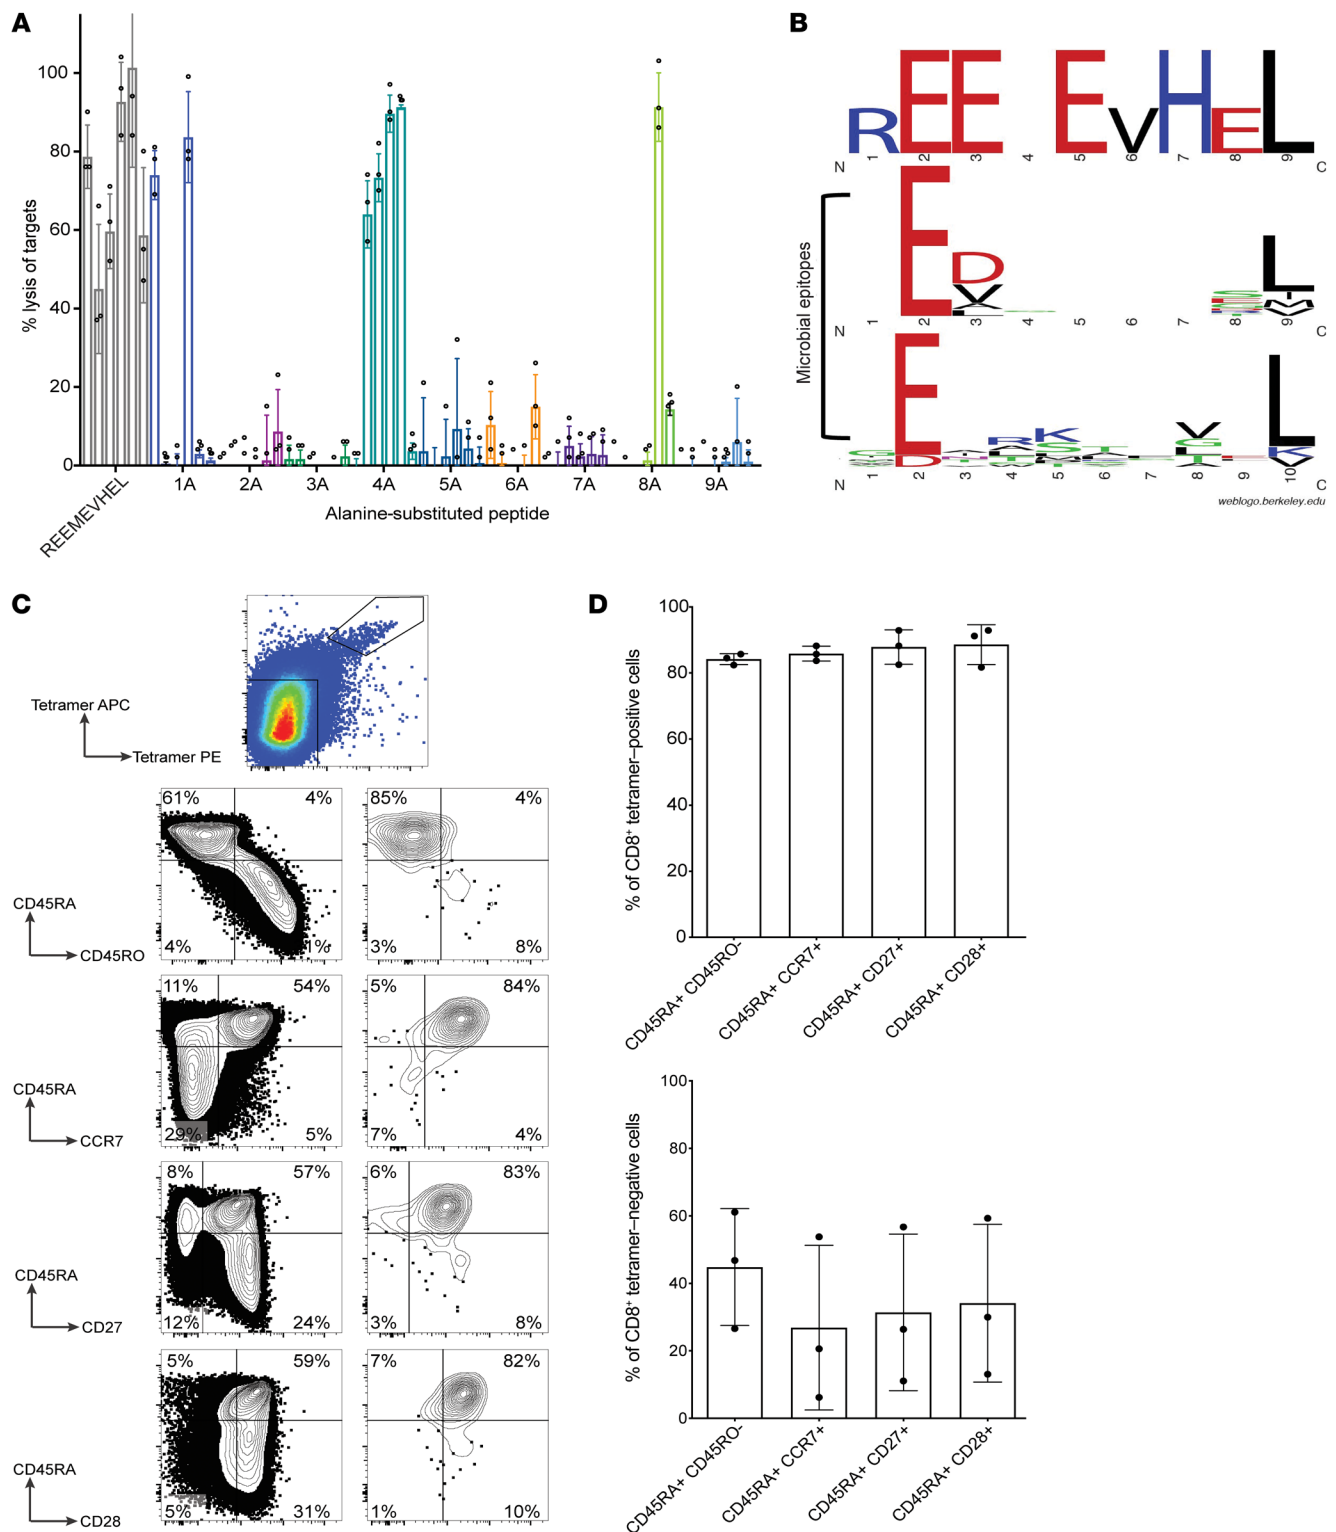 A
% lysis of targets
100
80
60
40
20
0
REEMEVHEL
1A
2A
3A
4A
5A
6A
7A
8A
9A
Alanine-substituted peptide
B
REE EVHEL
N 1 2 3 4 5 6 7 8 9 C
Microbial epitopes
N 1 2 3 4 5 6 7 8 9 C
N 1 2 3 4 5 6 7 8 9 10 C
weblogo.berkeley.edu
C
Tetramer APC
Tetramer PE
61% 4%
4% 1%
85% 4%
3% 8%
CD45RA
CD45RO
11% 54%
29% 5%
5% 84%
7% 4%
CD45RA
CCR7
8% 57%
12% 24%
6% 83%
3% 8%
CD45RA
CD27
5% 59%
5% 31%
7% 82%
1% 10%
CD45RA
CD28
D
% of CD8⁺ tetramer–positive cells
100
80
60
40
20
0
CD45RA+ CD45RO-
CD45RA+ CCR7+
CD45RA+ CD27+
CD45RA+ CD28+
% of CD8⁺ tetramer–negative cells
100
80
60
40
20
0
CD45RA+ CD45RO-
CD45RA+ CCR7+
CD45RA+ CD27+
CD45RA+ CD28+